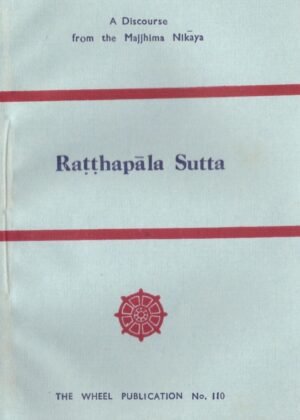 A Discourse
from the Majjhima Nikāya
Raṭṭhapāla Sutta
THE WHEEL PUBLICATION No. 110